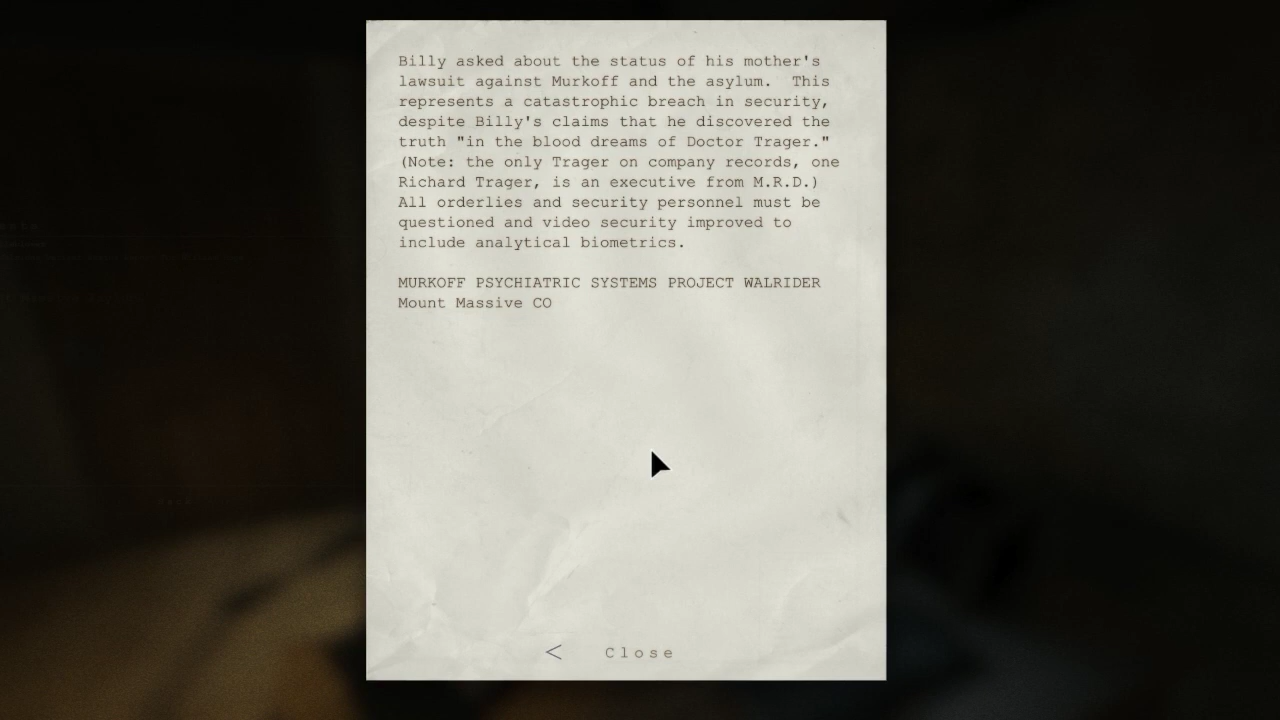 Billy asked about the status of his mother's
lawsuit against Murkoff and the asylum.  This
represents a catastrophic breach in security,
despite Billy's claims that he discovered the
truth "in the blood dreams of Doctor Trager."
(Note: the only Trager on company records, one
Richard Trager, is an executive from M.R.D.)
All orderlies and security personnel must be
questioned and video security improved to
include analytical biometrics.
MURKOFF PSYCHIATRIC SYSTEMS PROJECT WALRIDER
Mount Massive CO
< Close